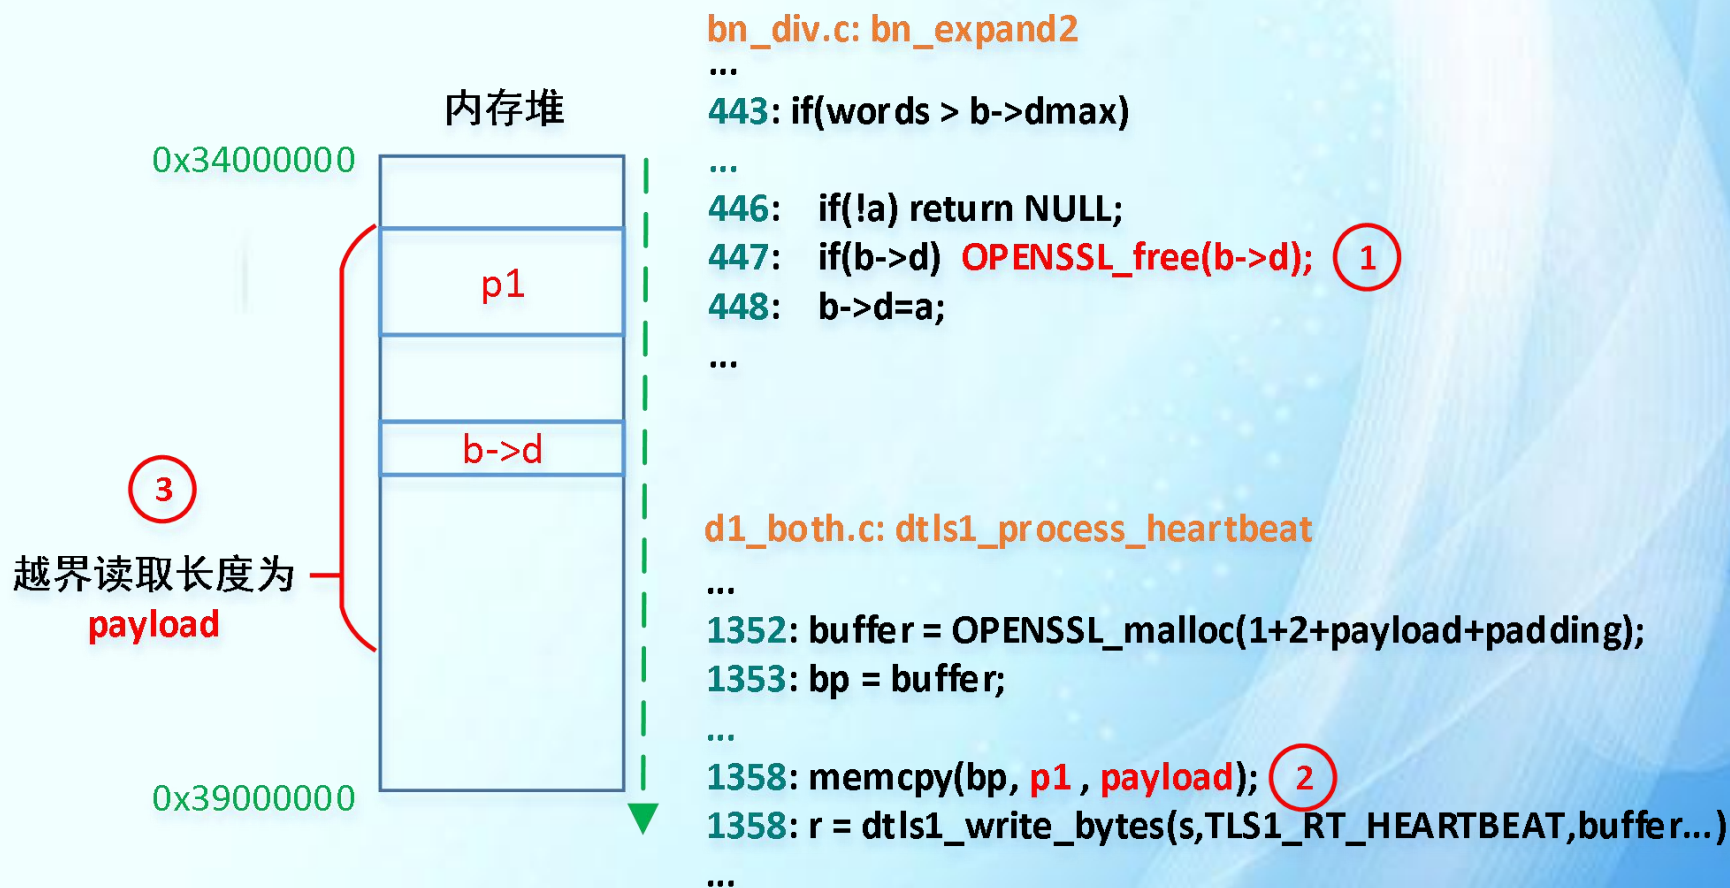 内存堆
0x34000000
p1
b->d
3
越界读取长度为
payload
0x39000000
bn_div.c: bn_expand2
...
443: if(words > b->dmax)
...
446: if(!a) return NULL;
447: if(b->d) OPENSSL_free(b->d); 1
448: b->d=a;
...
d1_both.c: dtls1_process_heartbeat
...
1352: buffer = OPENSSL_malloc(1+2+payload+padding);
1353: bp = buffer;
...
1358: memcpy(bp, p1 , payload); 2
1358: r = dtls1_write_bytes(s,TLS1_RT_HEARTBEAT,buffer...)
...